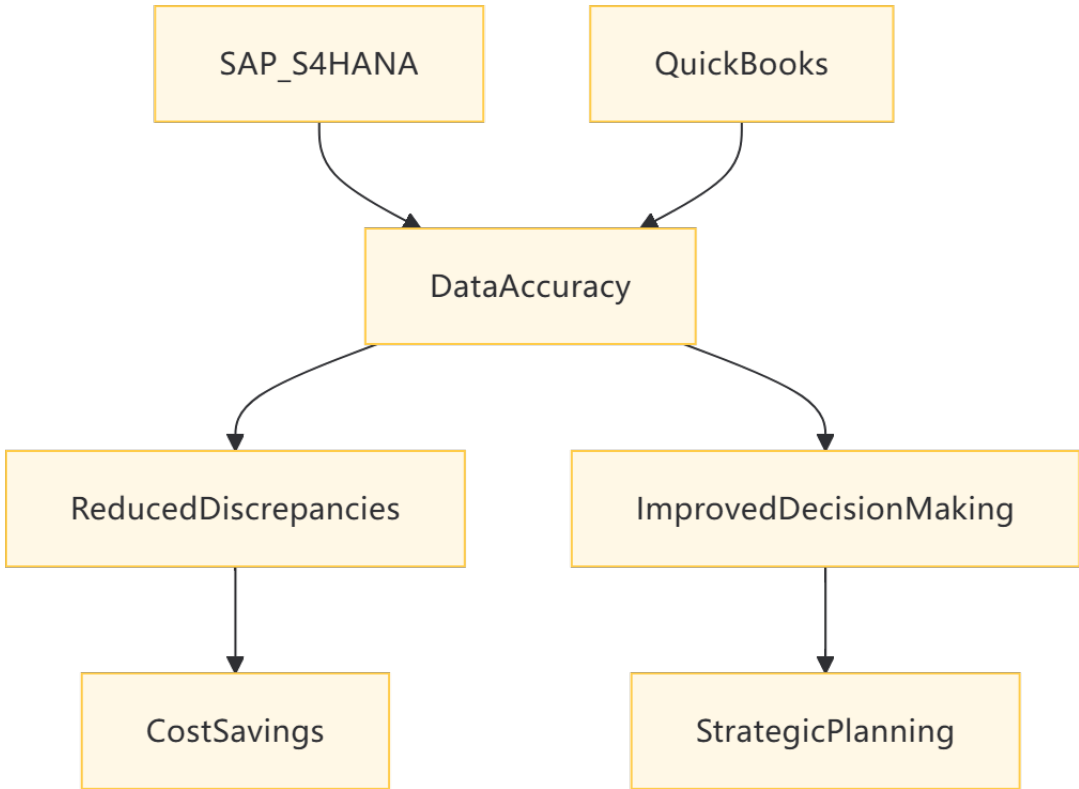 SAP_S4HANA
QuickBooks
DataAccuracy
ReducedDiscrepancies
ImprovedDecisionMaking
CostSavings
StrategicPlanning